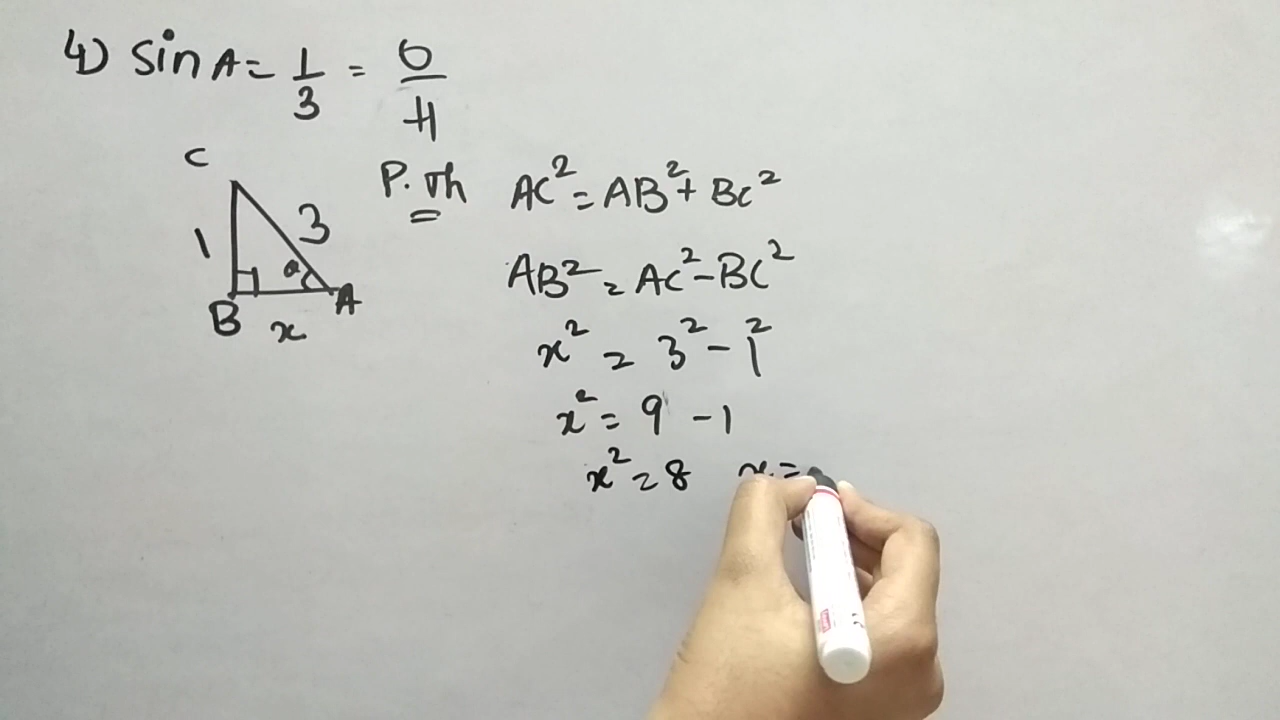 4) Sin A = 1/3 = O/H
C
1 3
a
B x A
P. Th AC² = AB² + BC²
AB² = AC² - BC²
x² = 3² - 1²
x² = 9 - 1
x² = 8 x =